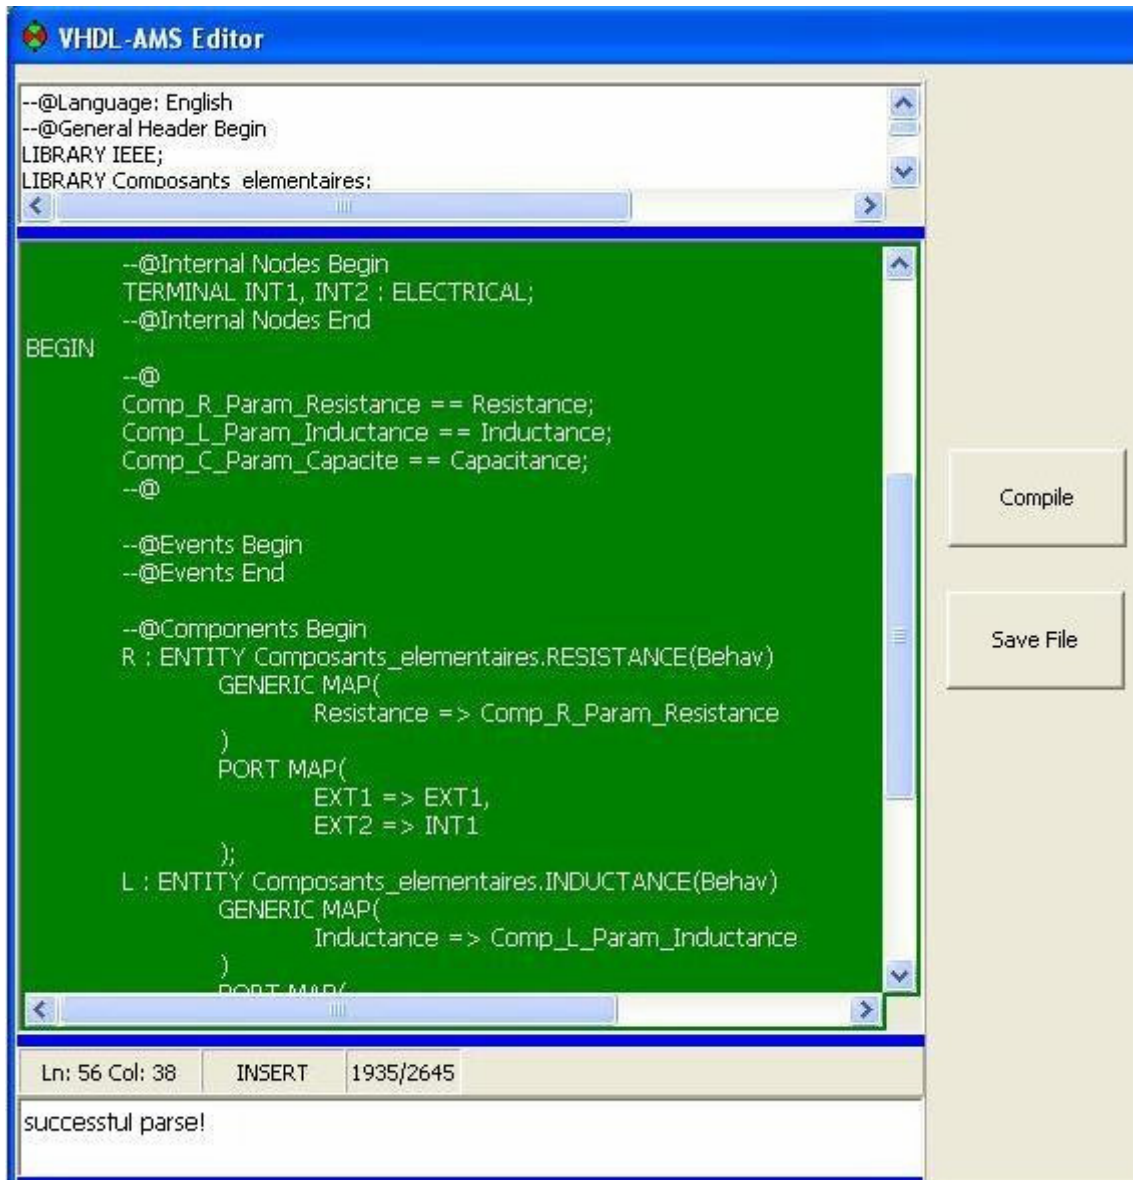 VHDL-AMS Editor
--@Language: English
--@General Header Begin
LIBRARY IEEE;
LIBRARY Composants_elementaires;
--@Internal Nodes Begin
TERMINAL INT1, INT2 : ELECTRICAL;
--@Internal Nodes End
BEGIN
--@
Comp_R_Param_Resistance == Resistance;
Comp_L_Param_Inductance == Inductance;
Comp_C_Param_Capacite == Capacitance;
--@
--@Events Begin
--@Events End
--@Components Begin
R : ENTITY Composants_elementaires.RESISTANCE(Behav)
GENERIC MAP(
Resistance => Comp_R_Param_Resistance
)
PORT MAP(
EXT1 => EXT1,
EXT2 => INT1
);
L : ENTITY Composants_elementaires.INDUCTANCE(Behav)
GENERIC MAP(
Inductance => Comp_L_Param_Inductance
)
PORT MAP(
Ln: 56 Col: 38 INSERT 1935/2645
successful parse!
Compile
Save File